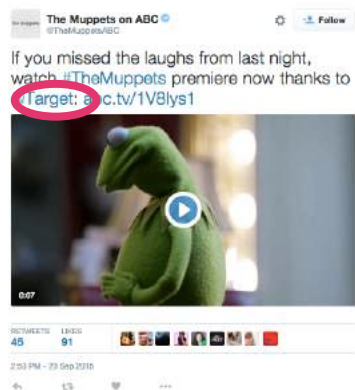 The Muppets on ABC
@TheMuppetsABC
Follow
If you missed the laughs from last night,
watch #TheMuppets premiere now thanks to
@Target: abc.tv/1V8lys1
0:07
RETWEETS LIKES
45 91
2:53 PM - 23 Sep 2015